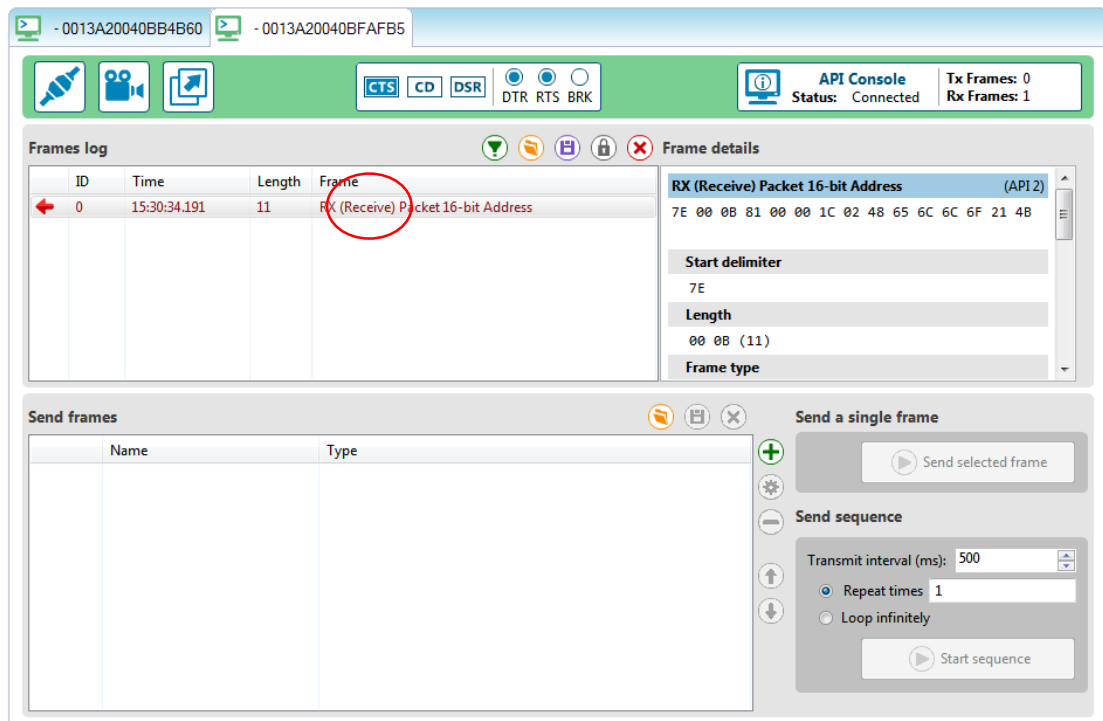 - 0013A20040BB4B60
- 0013A20040BFAFB5
CTS CD DSR
DTR RTS BRK
API Console
Status: Connected
Tx Frames: 0
Rx Frames: 1
Frames log
ID Time Length Frame
0 15:30:34.191 11 RX (Receive) Packet 16-bit Address
Frame details
RX (Receive) Packet 16-bit Address (API 2)
7E 00 0B 81 00 00 1C 02 48 65 6C 6C 6F 21 4B
Start delimiter
7E
Length
00 0B (11)
Frame type
Send frames
Name Type
Send a single frame
Send selected frame
Send sequence
Transmit interval (ms): 500
Repeat times 1
Loop infinitely
Start sequence